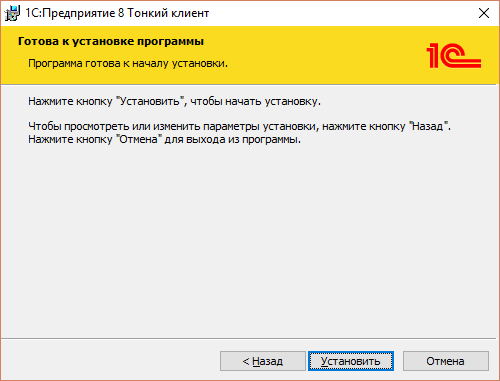 1С:Предприятие 8 Тонкий клиент
Готова к установке программы
Программа готова к началу установки.
1С
Нажмите кнопку "Установить", чтобы начать установку.
Чтобы просмотреть или изменить параметры установки, нажмите кнопку "Назад".
Нажмите кнопку "Отмена" для выхода из программы.
< Назад
Установить
Отмена